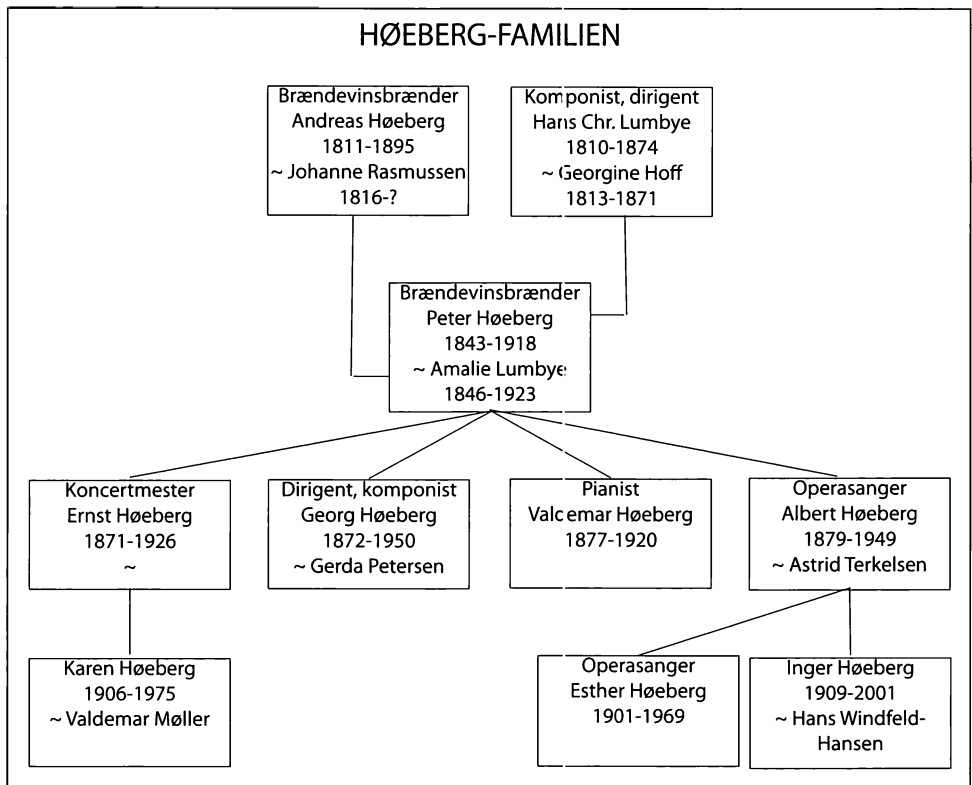 HØEBERG-FAMILIEN
Brændevinsbrænder
Andreas Høeberg
1811-1895
~ Johanne Rasmussen
1816-?
Komponist, dirigent
Hans Chr. Lumbye
1810-1874
~ Georgine Hoff
1813-1871
Brændevinsbrænder
Peter Høeberg
1843-1918
~ Amalie Lumbye
1846-1923
Koncertmester
Ernst Høeberg
1871-1926
~
Dirigent, komponist
Georg Høeberg
1872-1950
~ Gerda Petersen
Pianist
Valdemar Høeberg
1877-1920
Operasanger
Albert Høeberg
1879-1949
~ Astrid Terkelsen
Karen Høeberg
1906-1975
~ Valdemar Møller
Operasanger
Esther Høeberg
1901-1969
Inger Høeberg
1909-2001
~ Hans Windfeld-
Hansen